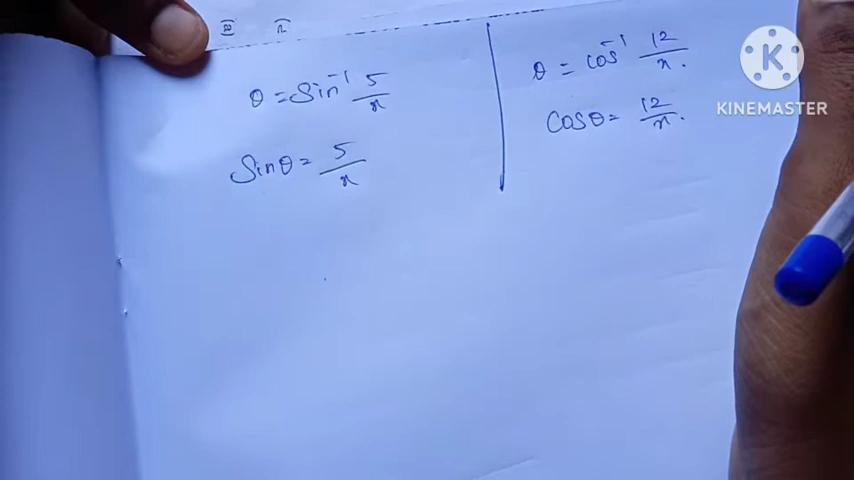 θ = Sin⁻¹ 5/x
Sinθ = 5/x
θ = cos⁻¹ 12/x.
Cosθ = 12/x.
KINEMASTER